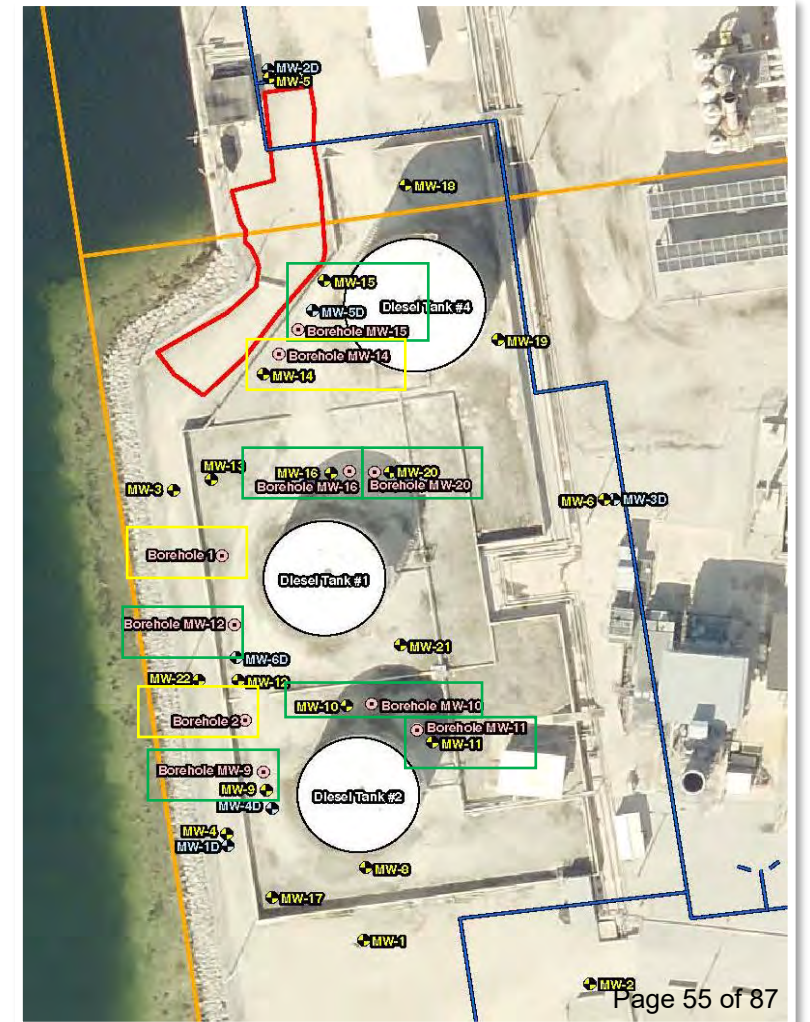 MW-2D
MW-5
MW-18
MW-15
MW-5D
Diesel Tank #4
Borehole MW-15
MW-19
Borehole MW-14
MW-14
MW-13
MW-16
MW-20
Borehole MW-16
Borehole MW-20
MW-3
MW-6
MW-3D
Borehole 1
Diesel Tank #1
Borehole MW-12
MW-21
MW-6D
MW-22
MW-12
MW-10
Borehole MW-10
Borehole 2
Borehole MW-11
MW-11
Borehole MW-9
MW-9
Diesel Tank #2
MW-4D
MW-4
MW-1D
MW-8
MW-17
MW-1
MW-2
Page 55 of 87